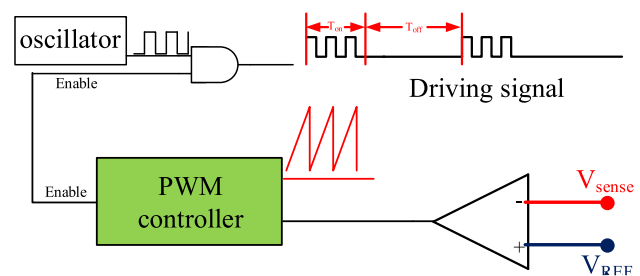 oscillator
Ton
Toff
Enable
Driving signal
Enable
PWM
controller
-
Vsense
+
VREF